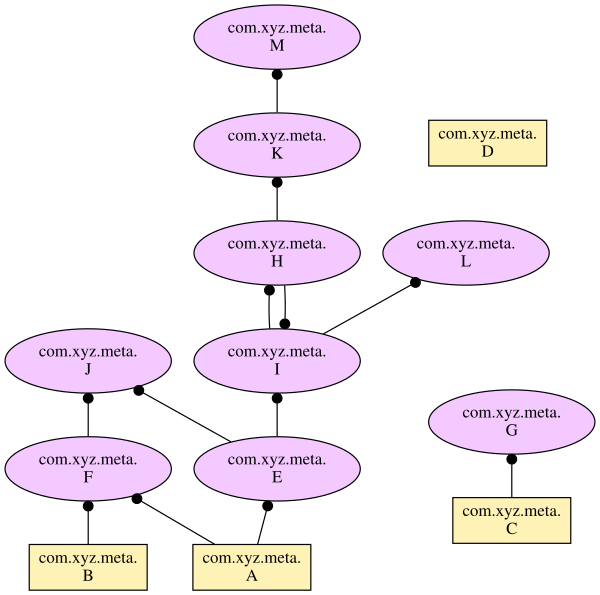 com.xyz.meta.
M
com.xyz.meta.
K
com.xyz.meta.
D
com.xyz.meta.
H
com.xyz.meta.
L
com.xyz.meta.
J
com.xyz.meta.
I
com.xyz.meta.
G
com.xyz.meta.
F
com.xyz.meta.
E
com.xyz.meta.
C
com.xyz.meta.
B
com.xyz.meta.
A